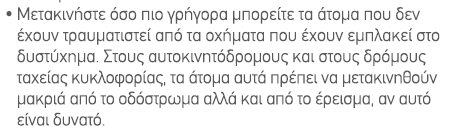 • Μετακινήστε όσο πιο γρήγορα μπορείτε τα άτομα που δεν
έχουν τραυματιστεί από τα οχήματα που έχουν εμπλακεί στο
δυστύχημα. Στους αυτοκινητόδρομους και στους δρόμους
ταχείας κυκλοφορίας, τα άτομα αυτά πρέπει να μετακινηθούν
μακριά από το οδόστρωμα αλλά και από το έρεισμα, αν αυτό
είναι δυνατό.